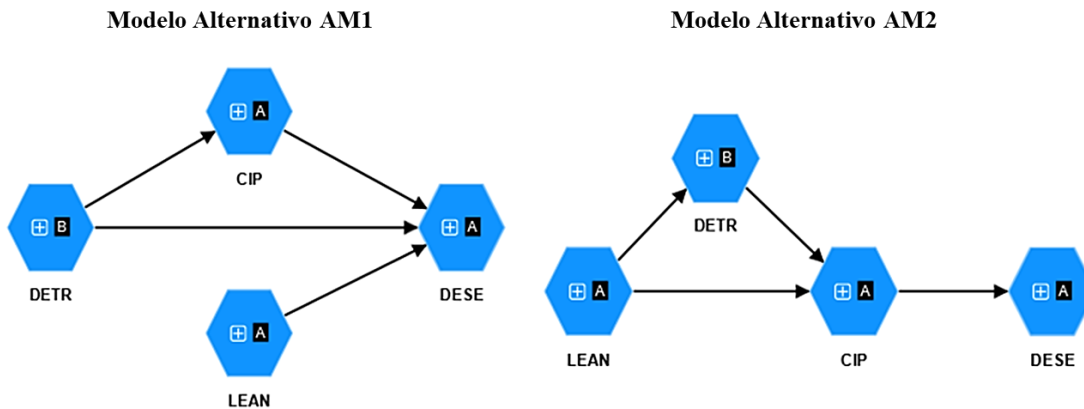 Modelo Alternativo AM1
A
CIP
B
DETR
A
DESE
A
LEAN
Modelo Alternativo AM2
B
DETR
A
LEAN
A
CIP
A
DESE